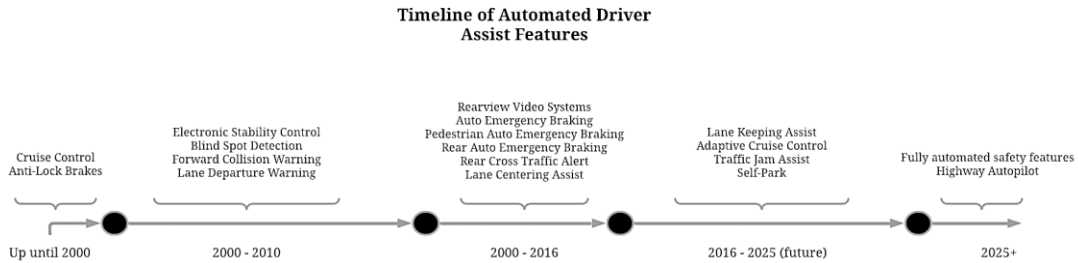 Timeline of Automated Driver
Assist Features
Cruise Control
Anti-Lock Brakes
Electronic Stability Control
Blind Spot Detection
Forward Collision Warning
Lane Departure Warning
Rearview Video Systems
Auto Emergency Braking
Pedestrian Auto Emergency Braking
Rear Auto Emergency Braking
Rear Cross Traffic Alert
Lane Centering Assist
Lane Keeping Assist
Adaptive Cruise Control
Traffic Jam Assist
Self-Park
Fully automated safety features
Highway Autopilot
Up until 2000
2000 - 2010
2000 - 2016
2016 - 2025 (future)
2025+